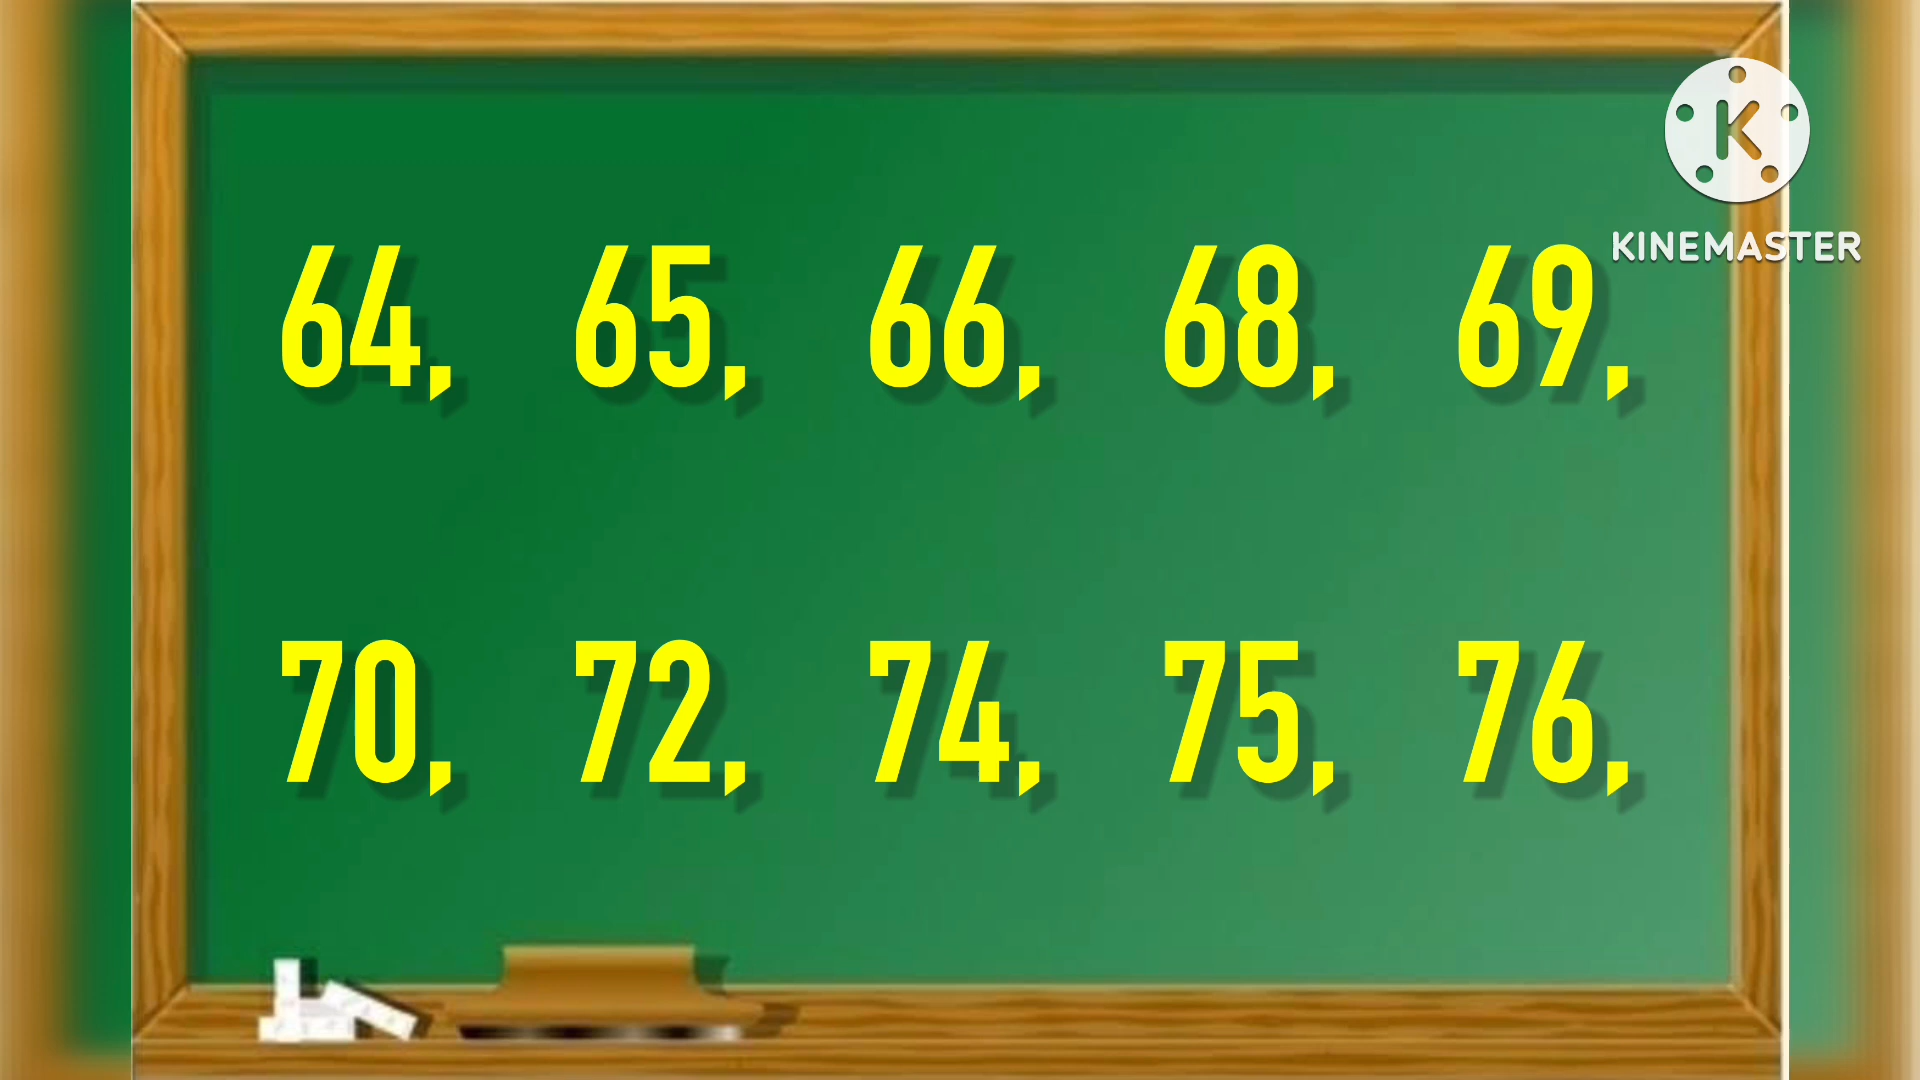 K
KINEMASTER
64, 65, 66, 68, 69,
70, 72, 74, 75, 76,